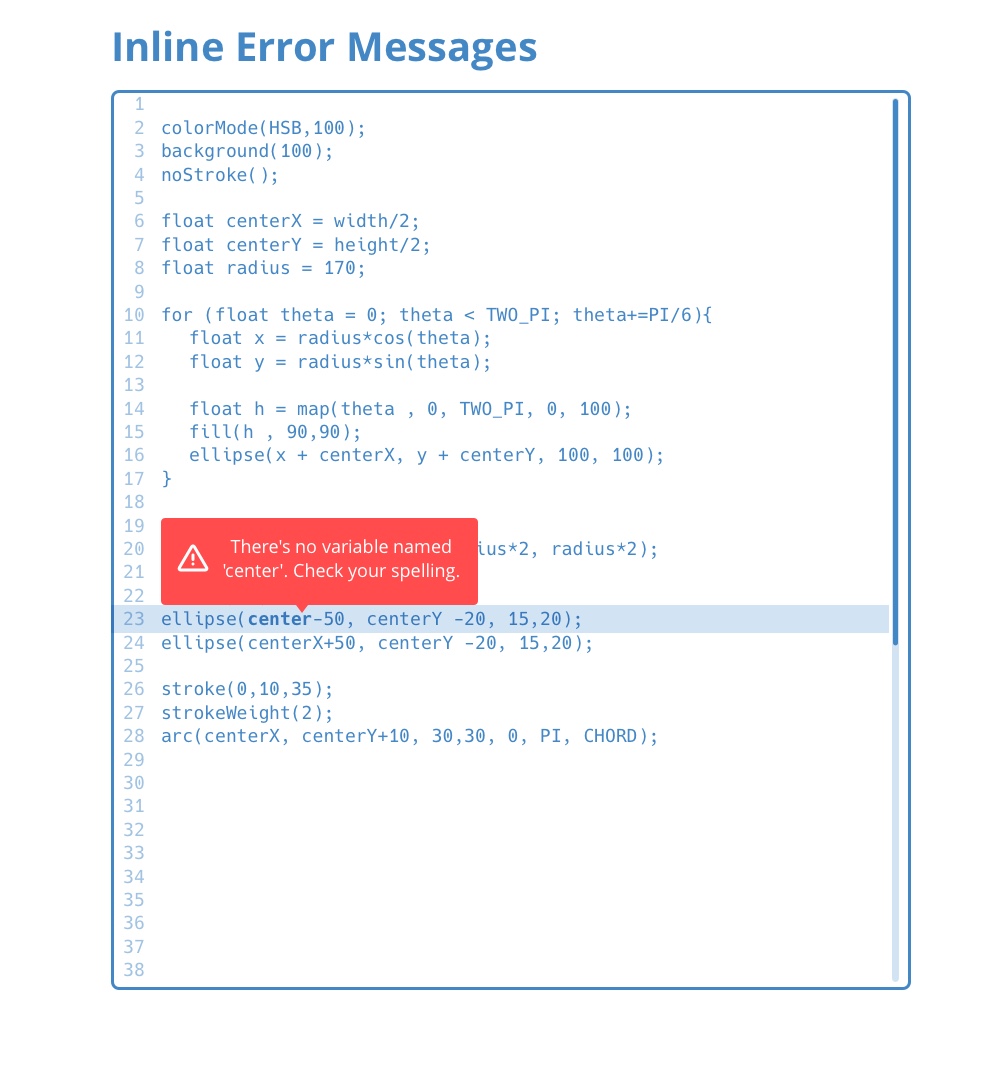 Inline Error Messages
1
2 colorMode(HSB,100);
3 background(100);
4 noStroke();
5
6 float centerX = width/2;
7 float centerY = height/2;
8 float radius = 170;
9
10 for (float theta = 0; theta < TWO_PI; theta+=PI/6){
11 float x = radius*cos(theta);
12 float y = radius*sin(theta);
13
14 float h = map(theta , 0, TWO_PI, 0, 100);
15 fill(h , 90,90);
16 ellipse(x + centerX, y + centerY, 100, 100);
17 }
18
19
There's no variable named
20 ius*2, radius*2);
'center'. Check your spelling.
21
22
23 ellipse(center-50, centerY -20, 15,20);
24 ellipse(centerX+50, centerY -20, 15,20);
25
26 stroke(0,10,35);
27 strokeWeight(2);
28 arc(centerX, centerY+10, 30,30, 0, PI, CHORD);
29
30
31
32
33
34
35
36
37
38